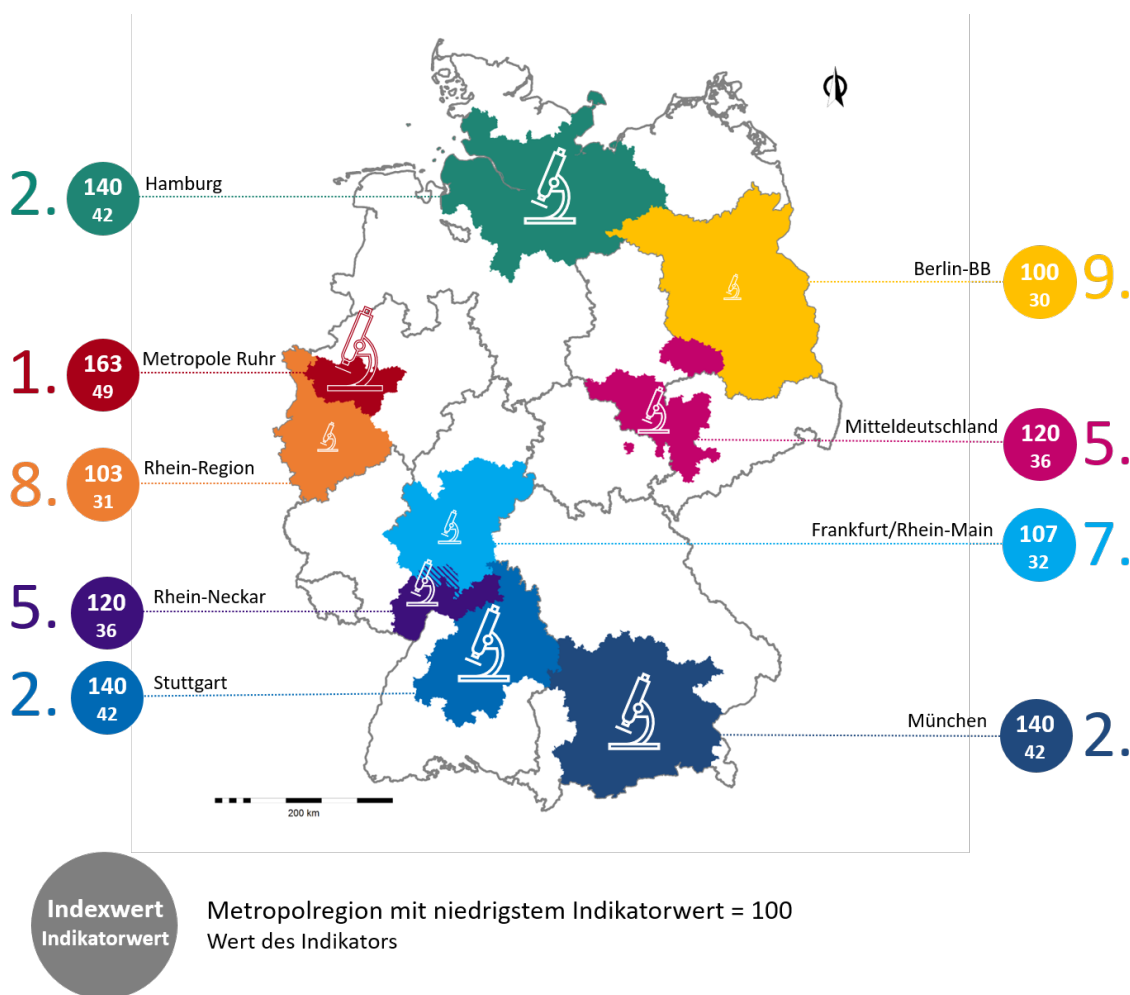 2.
140
42
Hamburg
Berlin-BB
100
30
9.
1.
163
49
Metropole Ruhr
Mitteldeutschland
120
36
5.
8.
103
31
Rhein-Region
Frankfurt/Rhein-Main
107
32
7.
5.
120
36
Rhein-Neckar
2.
140
42
Stuttgart
München
140
42
2.
200 km
Indexwert
Indikatorwert
Metropolregion mit niedrigstem Indikatorwert = 100
Wert des Indikators